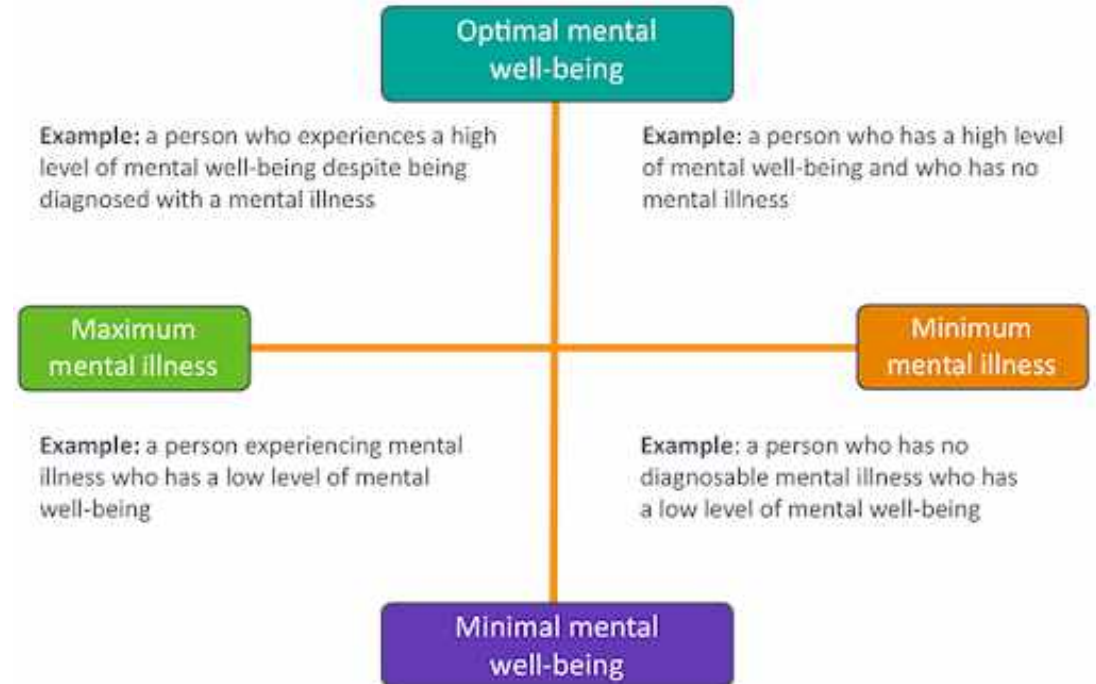 Optimal mental
well-being
Example: a person who experiences a high
level of mental well-being despite being
diagnosed with a mental illness
Example: a person who has a high level
of mental well-being and who has no
mental illness
Maximum
mental illness
Minimum
mental illness
Example: a person experiencing mental
illness who has a low level of mental
well-being
Example: a person who has no
diagnosable mental illness who has
a low level of mental well-being
Minimal mental
well-being